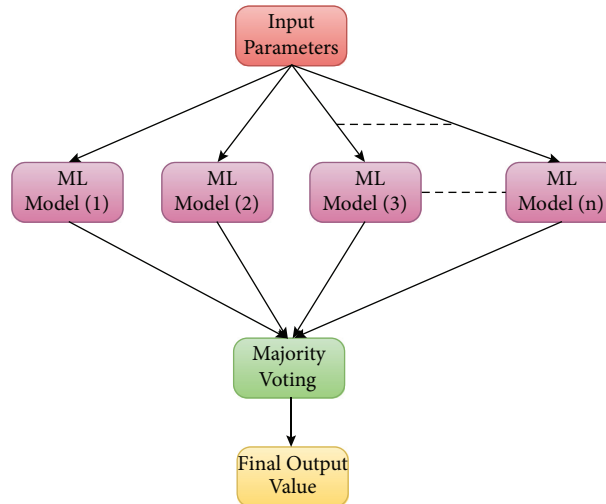 Input
Parameters
ML
Model (1)
ML
Model (2)
ML
Model (3)
ML
Model (n)
Majority
Voting
Final Output
Value